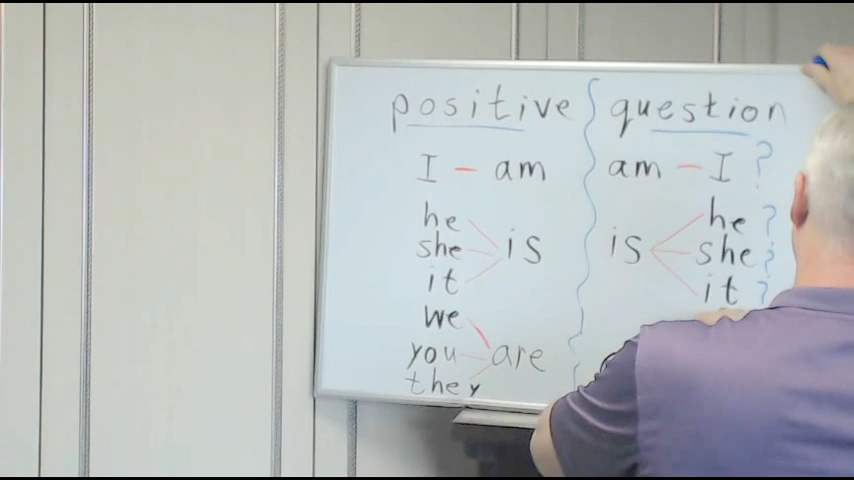 positive question
I - am am - I ?
he he ?
she is is she ?
it it ?
we
you are
they